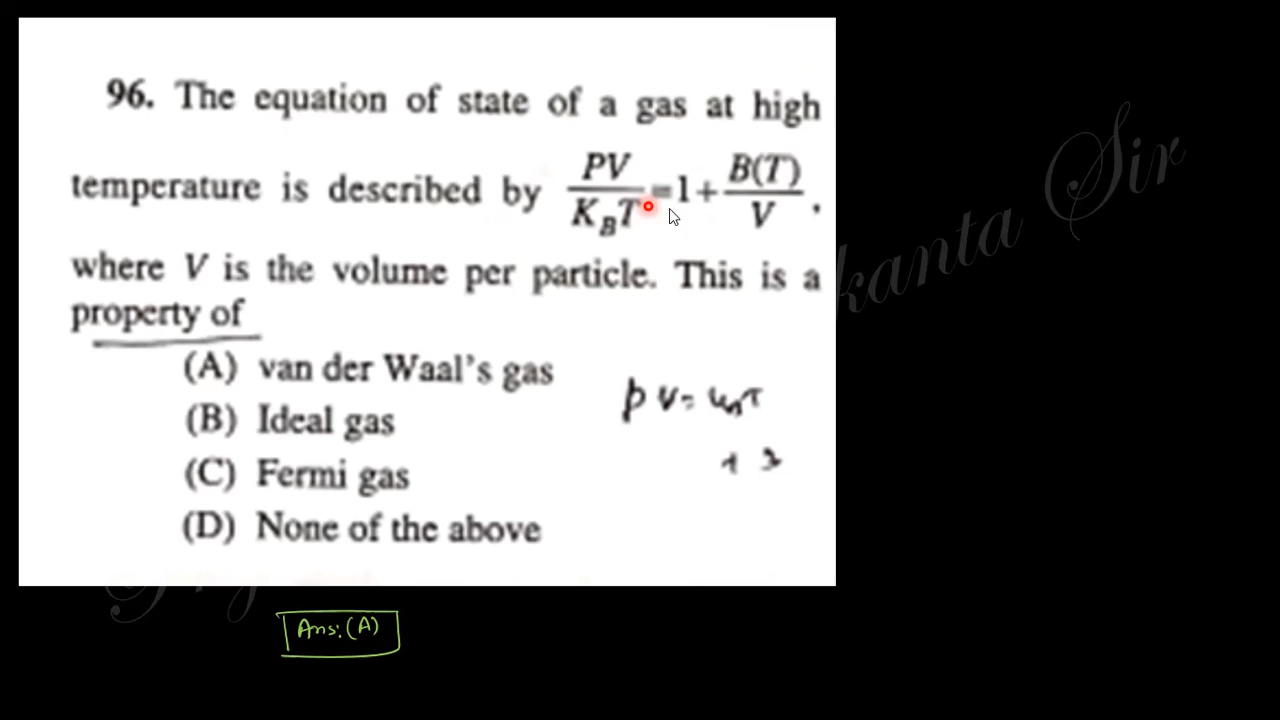 96. The equation of state of a gas at high
temperature is described by PV/K_BT = 1 + B(T)/V ,
where V is the volume per particle. This is a
property of
(A) van der Waal's gas
(B) Ideal gas
(C) Fermi gas
(D) None of the above
Ans: (A)
kanta Sir